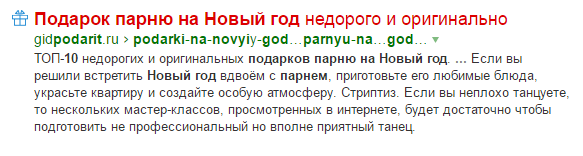 Подарок парню на Новый год недорого и оригинально
gidpodarit.ru › podarki-na-novyiy-god…parnyu-na…god…
ТОП-10 недорогих и оригинальных подарков парню на Новый год. ... Если вы
решили встретить Новый год вдвоём с парнем, приготовьте его любимые блюда,
украсьте квартиру и создайте особую атмосферу. Стриптиз. Если вы неплохо танцуете,
то нескольких мастер-классов, просмотренных в интернете, будет достаточно чтобы
подготовить не профессиональный но вполне приятный танец.